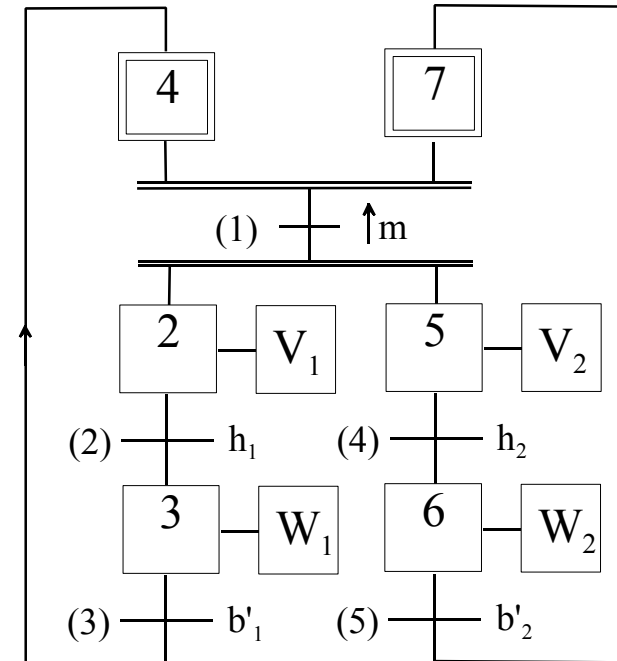 4 7
(1) ↑m
2 V₁ 5 V₂
(2) h₁ (4) h₂
3 W₁ 6 W₂
(3) b'₁ (5) b'₂